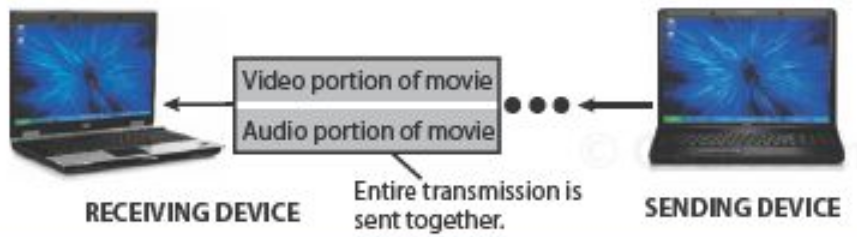 Video portion of movie
Audio portion of movie
Entire transmission is
sent together.
RECEIVING DEVICE
SENDING DEVICE